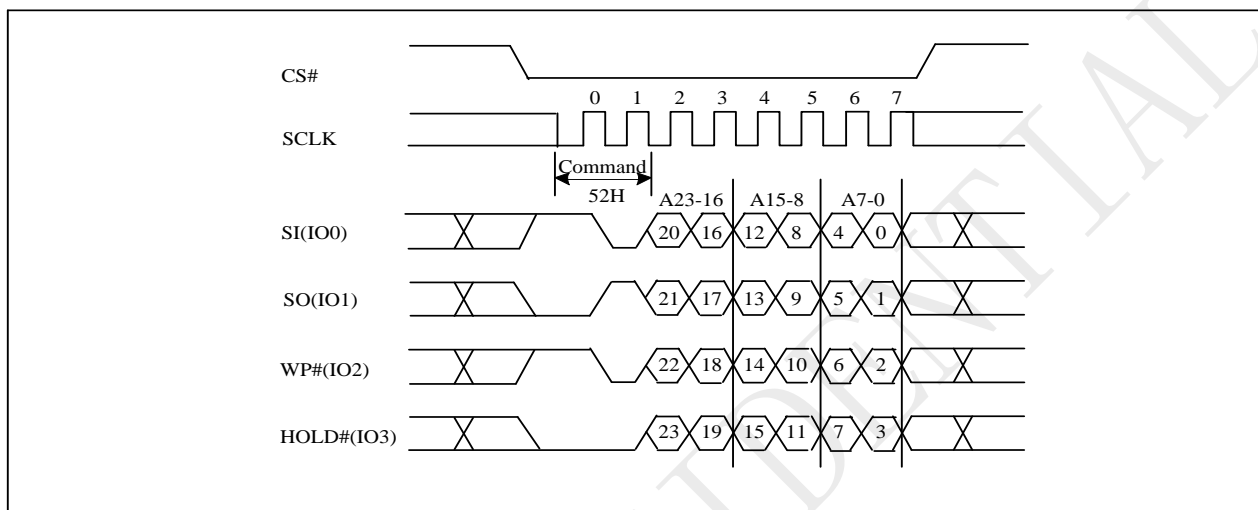 CS#
0 1 2 3 4 5 6 7
SCLK
Command
52H
A23-16 A15-8 A7-0
SI(IO0) 20 16 12 8 4 0
SO(IO1) 21 17 13 9 5 1
WP#(IO2) 22 18 14 10 6 2
HOLD#(IO3) 23 19 15 11 7 3
IDENTIAL